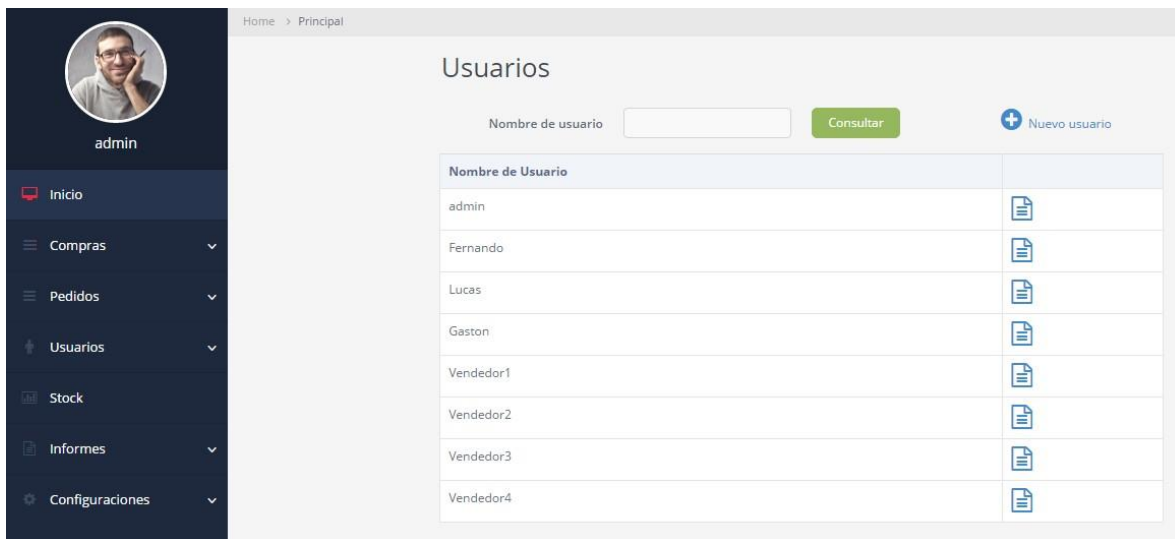 Home > Principal
admin
Inicio
Compras
Pedidos
Usuarios
Stock
Informes
Configuraciones
Usuarios
Nombre de usuario
Consultar
Nuevo usuario
Nombre de Usuario
admin
Fernando
Lucas
Gaston
Vendedor1
Vendedor2
Vendedor3
Vendedor4